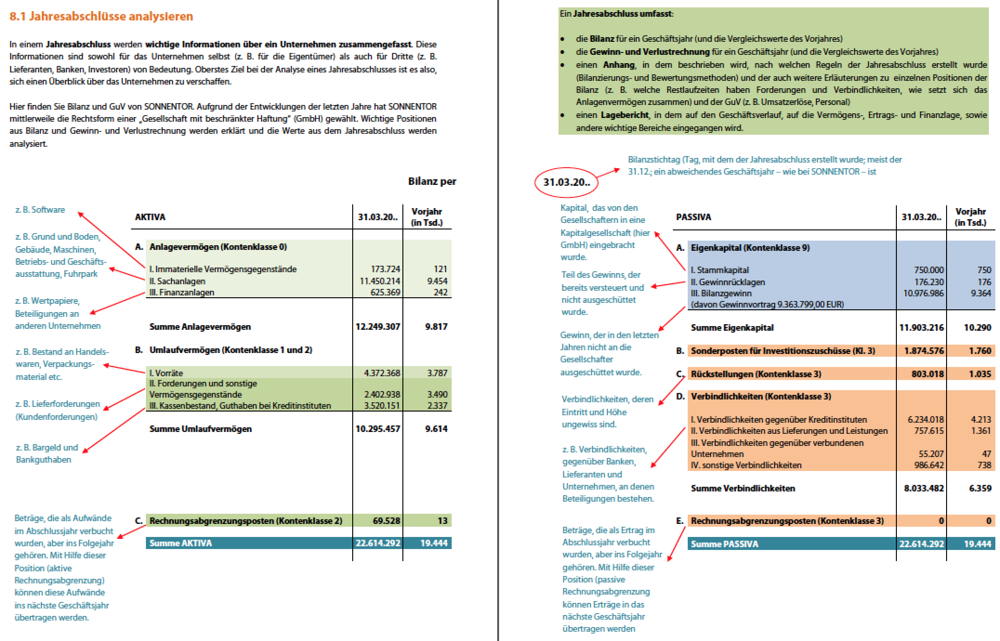 8.1 Jahresabschlüsse analysieren
In einem Jahresabschluss werden wichtige Informationen über ein Unternehmen zusammengefasst. Diese
Informationen sind sowohl für das Unternehmen selbst (z. B. für die Eigentümer) als auch für Dritte (z. B.
Lieferanten, Banken, Investoren) von Bedeutung. Oberstes Ziel bei der Analyse eines Jahresabschlusses ist es also,
sich einen Überblick über das Unternehmen zu verschaffen.
Hier finden Sie Bilanz und GuV von SONNENTOR. Aufgrund der Entwicklungen der letzten Jahre hat SONNENTOR
mittlerweile die Rechtsform einer „Gesellschaft mit beschränkter Haftung“ (GmbH) gewählt. Wichtige Positionen
aus Bilanz und Gewinn- und Verlustrechnung werden erklärt und die Werte aus dem Jahresabschluss werden
analysiert.
Bilanz per
z. B. Software
z. B. Grund und Boden,
Gebäude, Maschinen,
Betriebs- und Geschäfts-
ausstattung, Fuhrpark
z. B. Wertpapiere,
Beteiligungen an
anderen Unternehmen
z. B. Bestand an Handels-
waren, Verpackungs-
material etc.
z. B. Lieferforderungen
(Kundenforderungen)
z. B. Bargeld und
Bankguthaben
Beträge, die als Aufwände
im Abschlussjahr verbucht
wurden, aber ins Folgejahr
gehören. Mit Hilfe dieser
Position (aktive
Rechnungsabgrenzung)
können diese Aufwände
ins nächste Geschäftsjahr
übertragen werden.
AKTIVA 31.03.20.. Vorjahr (in Tsd.)
A. Anlagevermögen (Kontenklasse 0)
I. Immaterielle Vermögensgegenstände 173.724 121
II. Sachanlagen 11.450.214 9.454
III. Finanzanlagen 625.369 242
Summe Anlagevermögen 12.249.307 9.817
B. Umlaufvermögen (Kontenklasse 1 und 2)
I. Vorräte 4.372.368 3.787
II. Forderungen und sonstige
Vermögensgegenstände 2.402.938 3.490
III. Kassenbestand, Guthaben bei Kreditinstituten 3.520.151 2.337
Summe Umlaufvermögen 10.295.457 9.614
C. Rechnungsabgrenzungsposten (Kontenklasse 2) 69.528 13
Summe AKTIVA 22.614.292 19.444
Ein Jahresabschluss umfasst:
• die Bilanz für ein Geschäftsjahr (und die Vergleichswerte des Vorjahres)
• die Gewinn- und Verlustrechnung für ein Geschäftsjahr (und die Vergleichswerte des Vorjahres)
• einen Anhang, in dem beschrieben wird, nach welchen Regeln der Jahresabschluss erstellt wurde
(Bilanzierungs- und Bewertungsmethoden) und der auch weitere Erläuterungen zu einzelnen Positionen der
Bilanz (z. B. welche Restlaufzeiten haben Forderungen und Verbindlichkeiten, wie setzt sich das
Anlagenvermögen zusammen) und der GuV (z. B. Umsatzerlöse, Personal)
• einen Lagebericht, in dem auf den Geschäftsverlauf, auf die Vermögens-, Ertrags- und Finanzlage, sowie
andere wichtige Bereiche eingegangen wird.
Bilanzstichtag (Tag, mit dem der Jahresabschluss erstellt wurde; meist der
31.12.; ein abweichendes Geschäftsjahr – wie bei SONNENTOR – ist
31.03.20..
Kapital, das von den
Gesellschaftern in eine
Kapitalgesellschaft (hier
GmbH) eingebracht
wurde.
Teil des Gewinns, der
bereits versteuert und
nicht ausgeschüttet
wurde.
Gewinn, der in den letzten
Jahren nicht an die
Gesellschafter
ausgeschüttet wurde.
Verbindlichkeiten, deren
Eintritt und Höhe
ungewiss sind.
z. B. Verbindlichkeiten,
gegenüber Banken,
Lieferanten und
Unternehmen, an denen
Beteiligungen bestehen.
Beträge, die als Ertrag im
Abschlussjahr verbucht
wurden, aber ins Folgejahr
gehören. Mit Hilfe dieser
Position (passive
Rechnungsabgrenzung
können Erträge in das
nächste Geschäftsjahr
übertragen werden
PASSIVA 31.03.20.. Vorjahr (in Tsd.)
A. Eigenkapital (Kontenklasse 9)
I. Stammkapital 750.000 750
II. Gewinnrücklagen 176.230 176
III. Bilanzgewinn 10.976.986 9.364
(davon Gewinnvortrag 9.363.799,00 EUR)
Summe Eigenkapital 11.903.216 10.290
B. Sonderposten für Investitionszuschüsse (Kl. 3) 1.874.576 1.760
C. Rückstellungen (Kontenklasse 3) 803.018 1.035
D. Verbindlichkeiten (Kontenklasse 3)
I. Verbindlichkeiten gegenüber Kreditinstituten 6.234.018 4.213
II. Verbindlichkeiten aus Lieferungen und Leistungen 757.615 1.361
III. Verbindlichkeiten gegenüber verbundenen
Unternehmen 55.207 47
IV. sonstige Verbindlichkeiten 986.642 738
Summe Verbindlichkeiten 8.033.482 6.359
E. Rechnungsabgrenzungsposten (Kontenklasse 3) 0 0
Summe PASSIVA 22.614.292 19.444